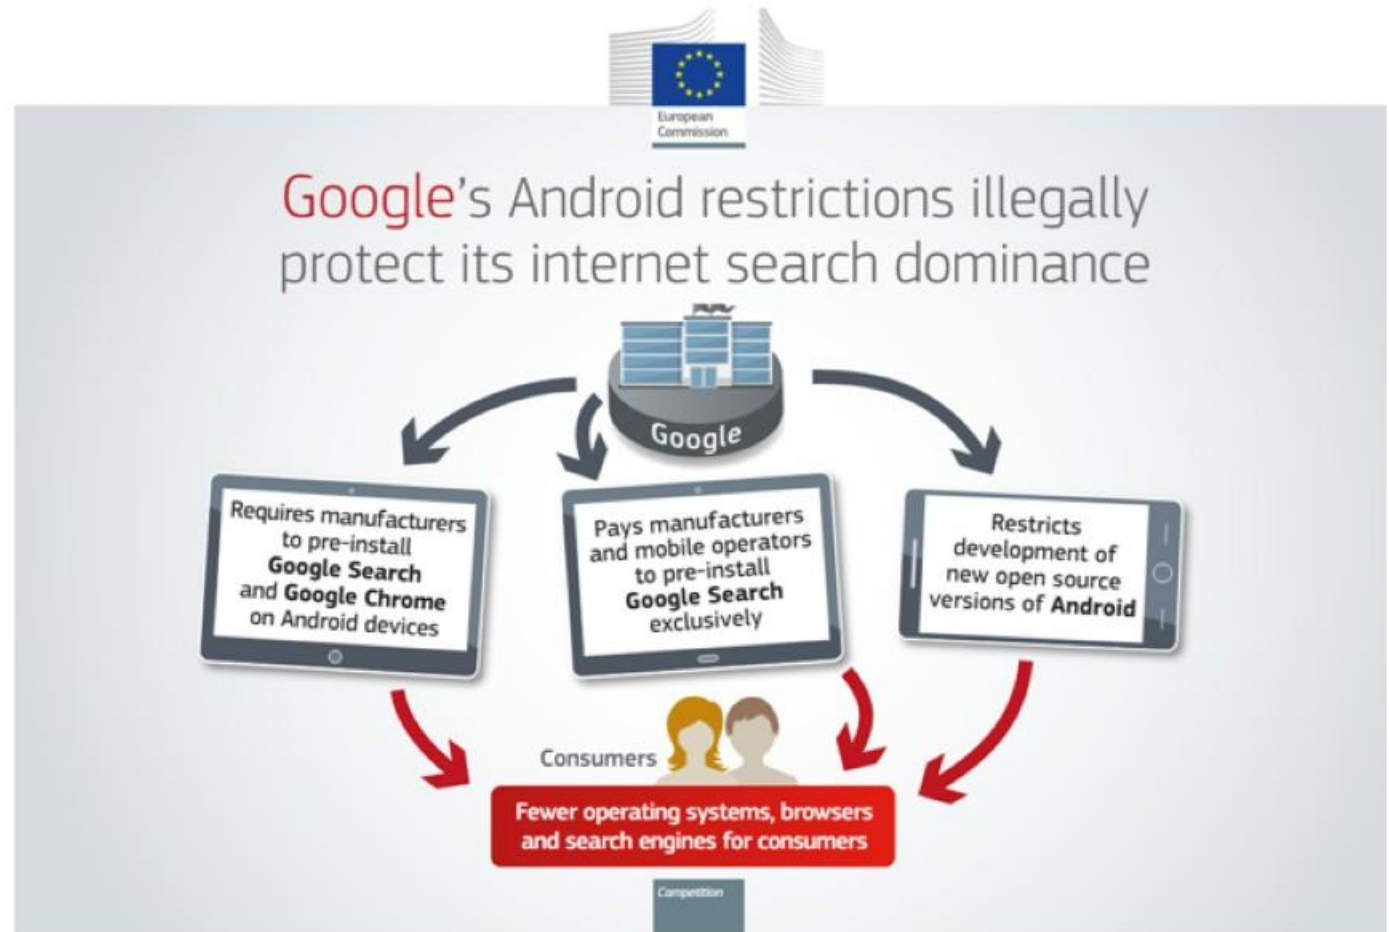 European
Commission
Google's Android restrictions illegally
protect its internet search dominance
Google
Requires manufacturers
to pre-install
Google Search
and Google Chrome
on Android devices
Pays manufacturers
and mobile operators
to pre-install
Google Search
exclusively
Restricts
development of
new open source
versions of Android
Consumers
Fewer operating systems, browsers
and search engines for consumers
Competition